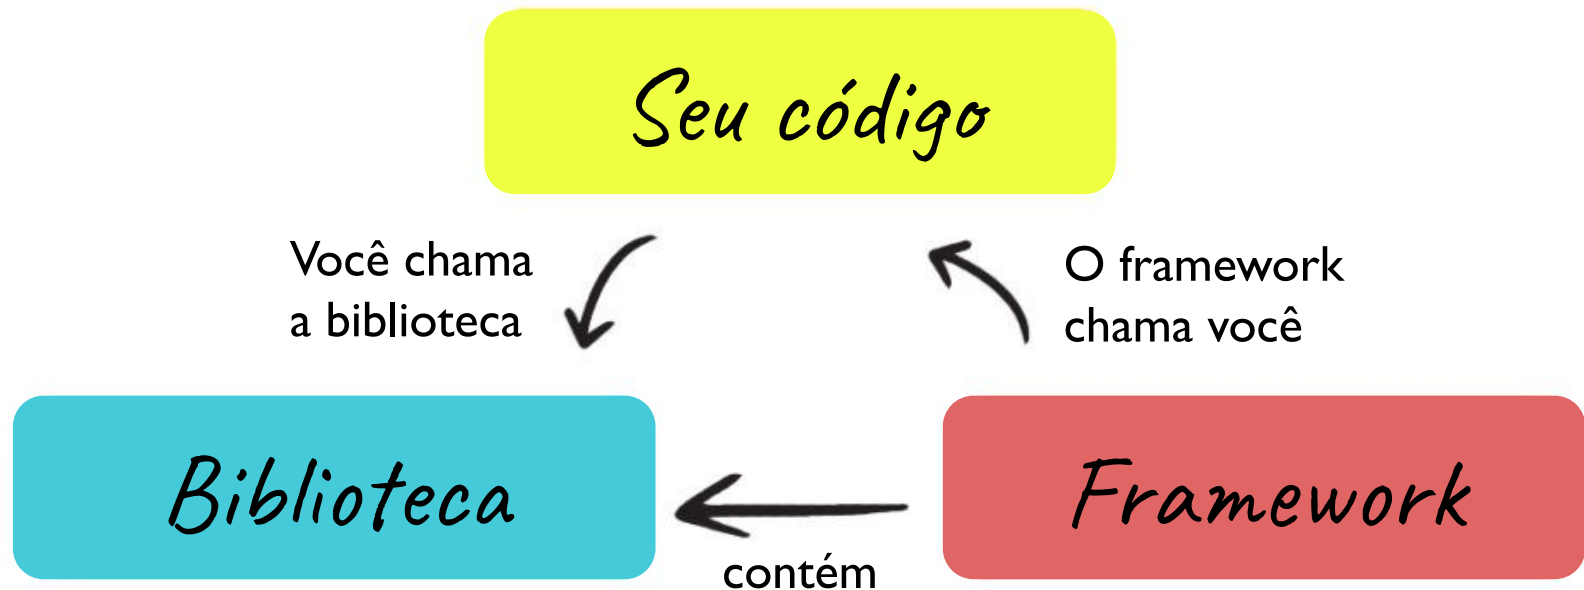 Seu código
Você chama
a biblioteca
O framework
chama você
Biblioteca
Framework
contém